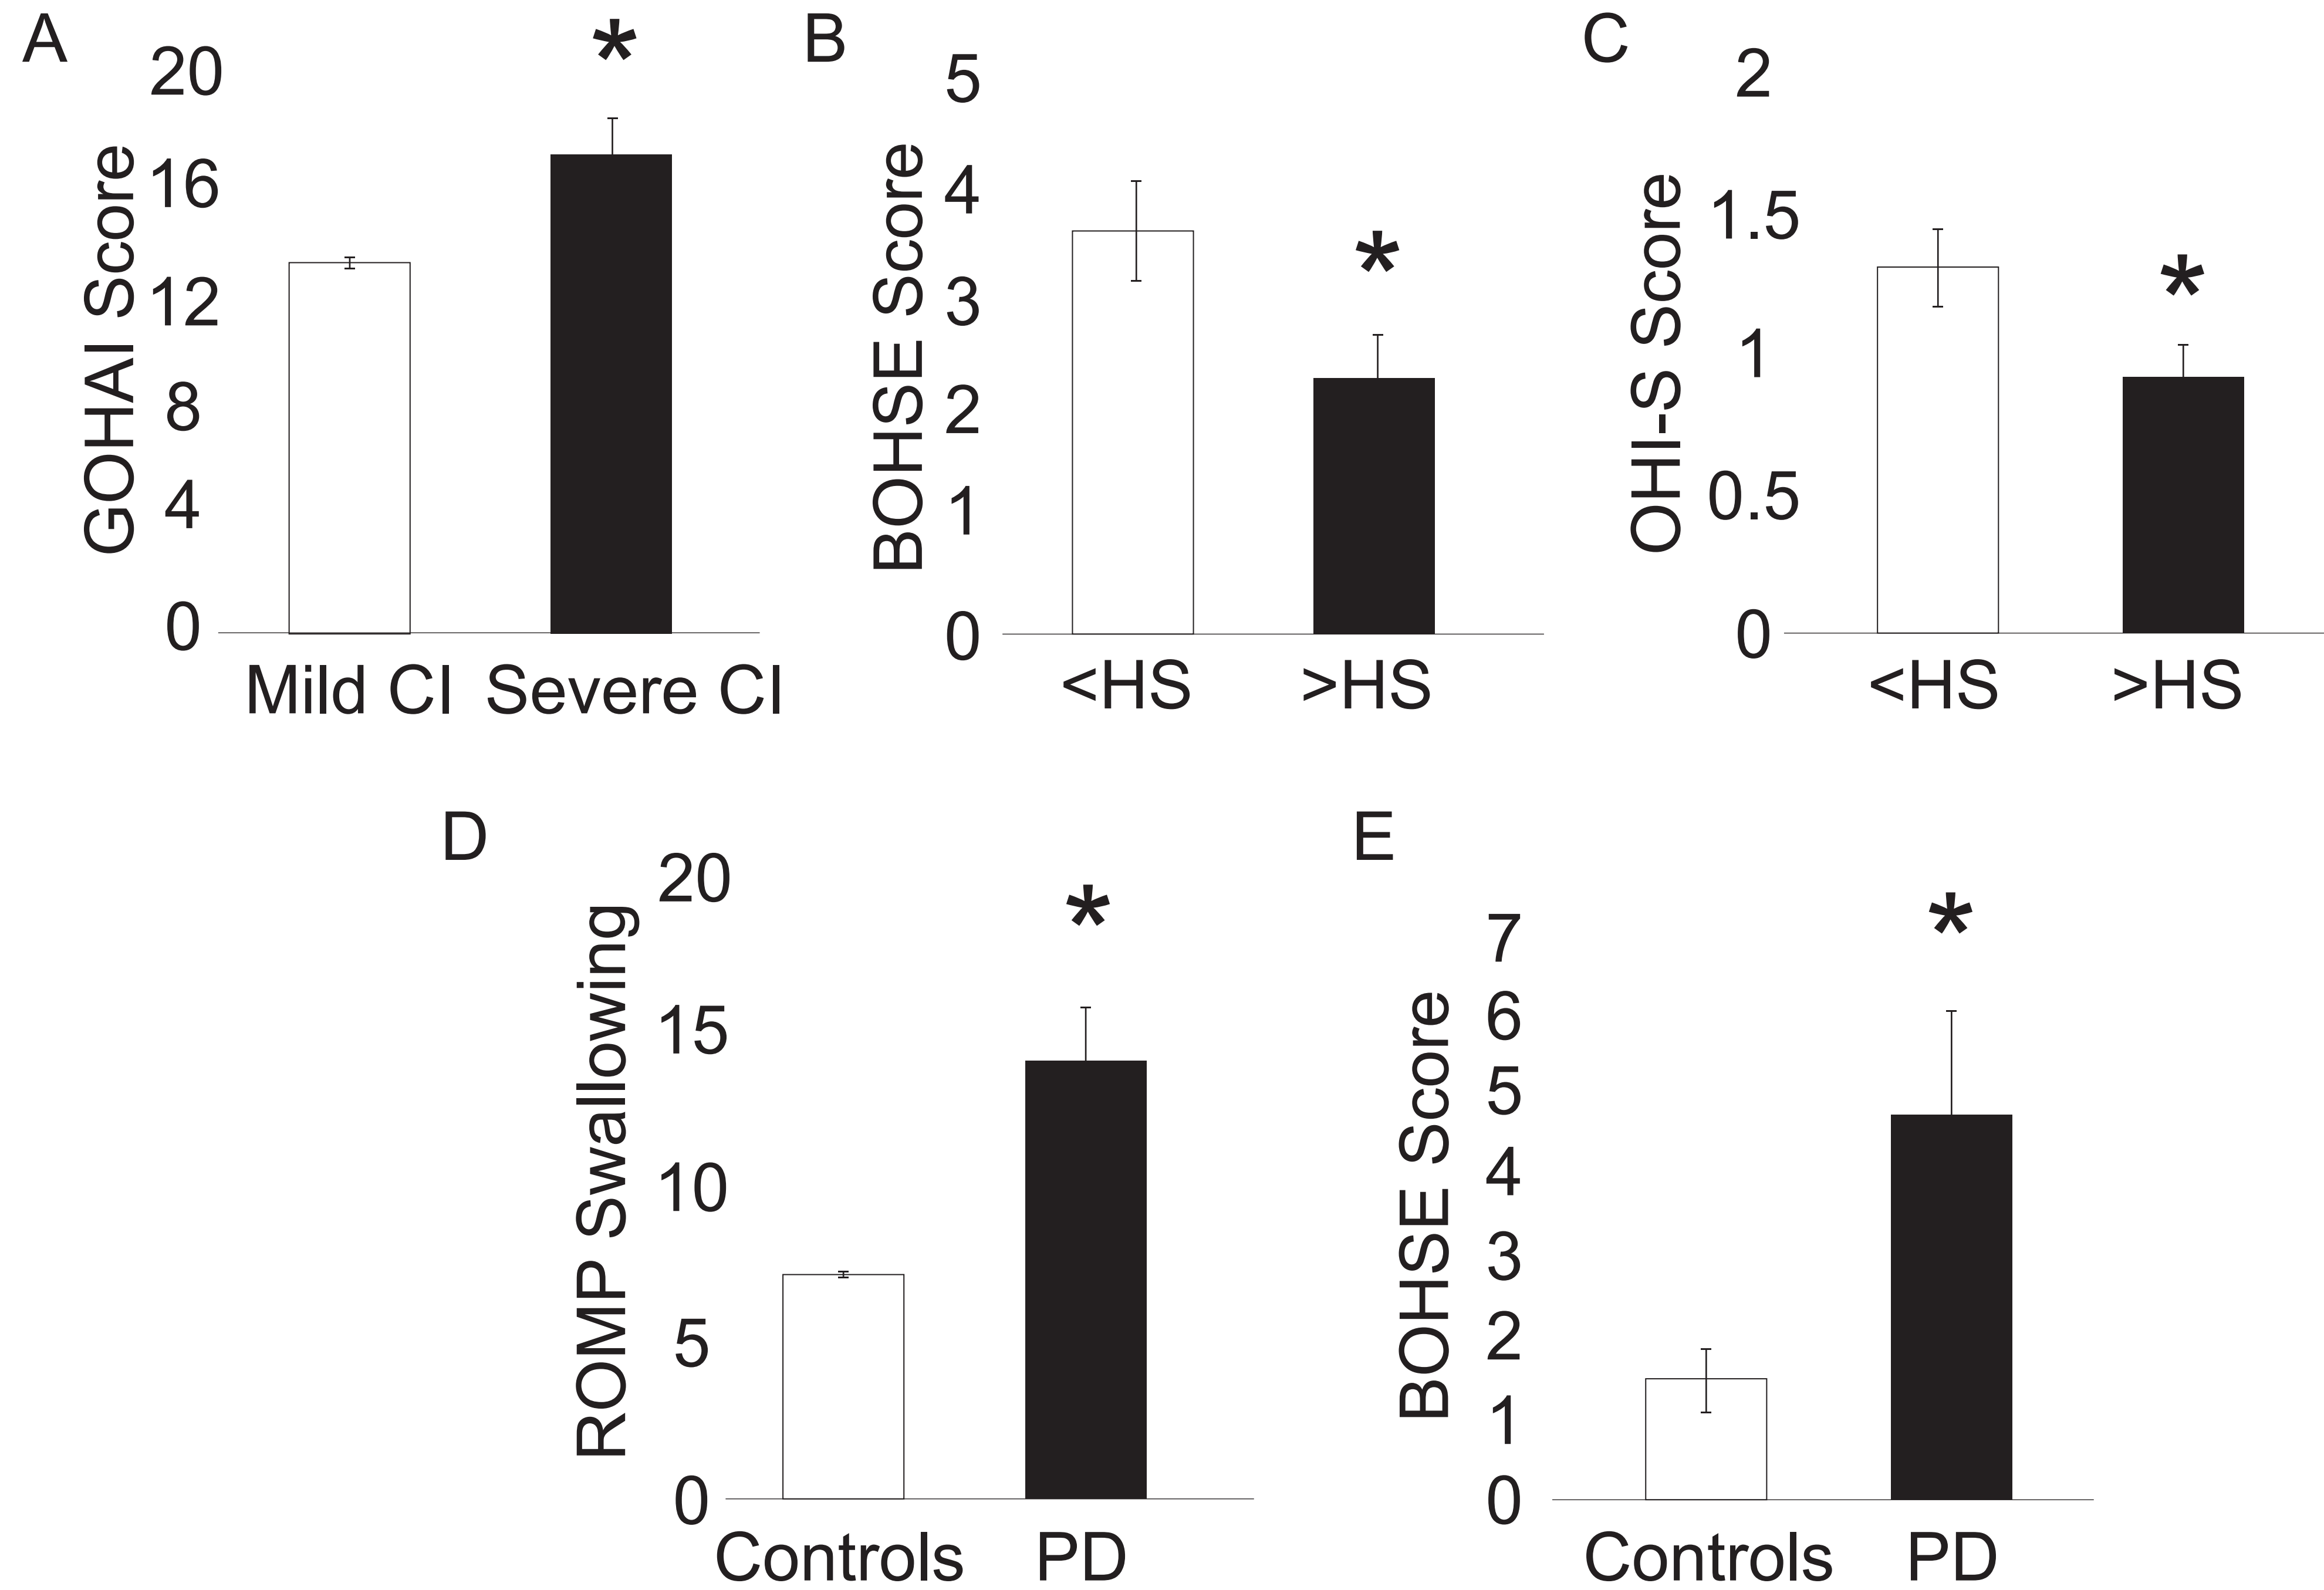 A
GOHAI Score
20
16
12
8
4
0
*
Mild CI Severe CI
B
BOHSE Score
5
4
3
2
1
0
*
<HS >HS
C
OHI-S Score
2
1.5
1
0.5
0
*
<HS >HS
D
ROMP Swallowing
20
15
10
5
0
*
Controls PD
E
BOHSE Score
7
6
5
4
3
2
1
0
*
Controls PD